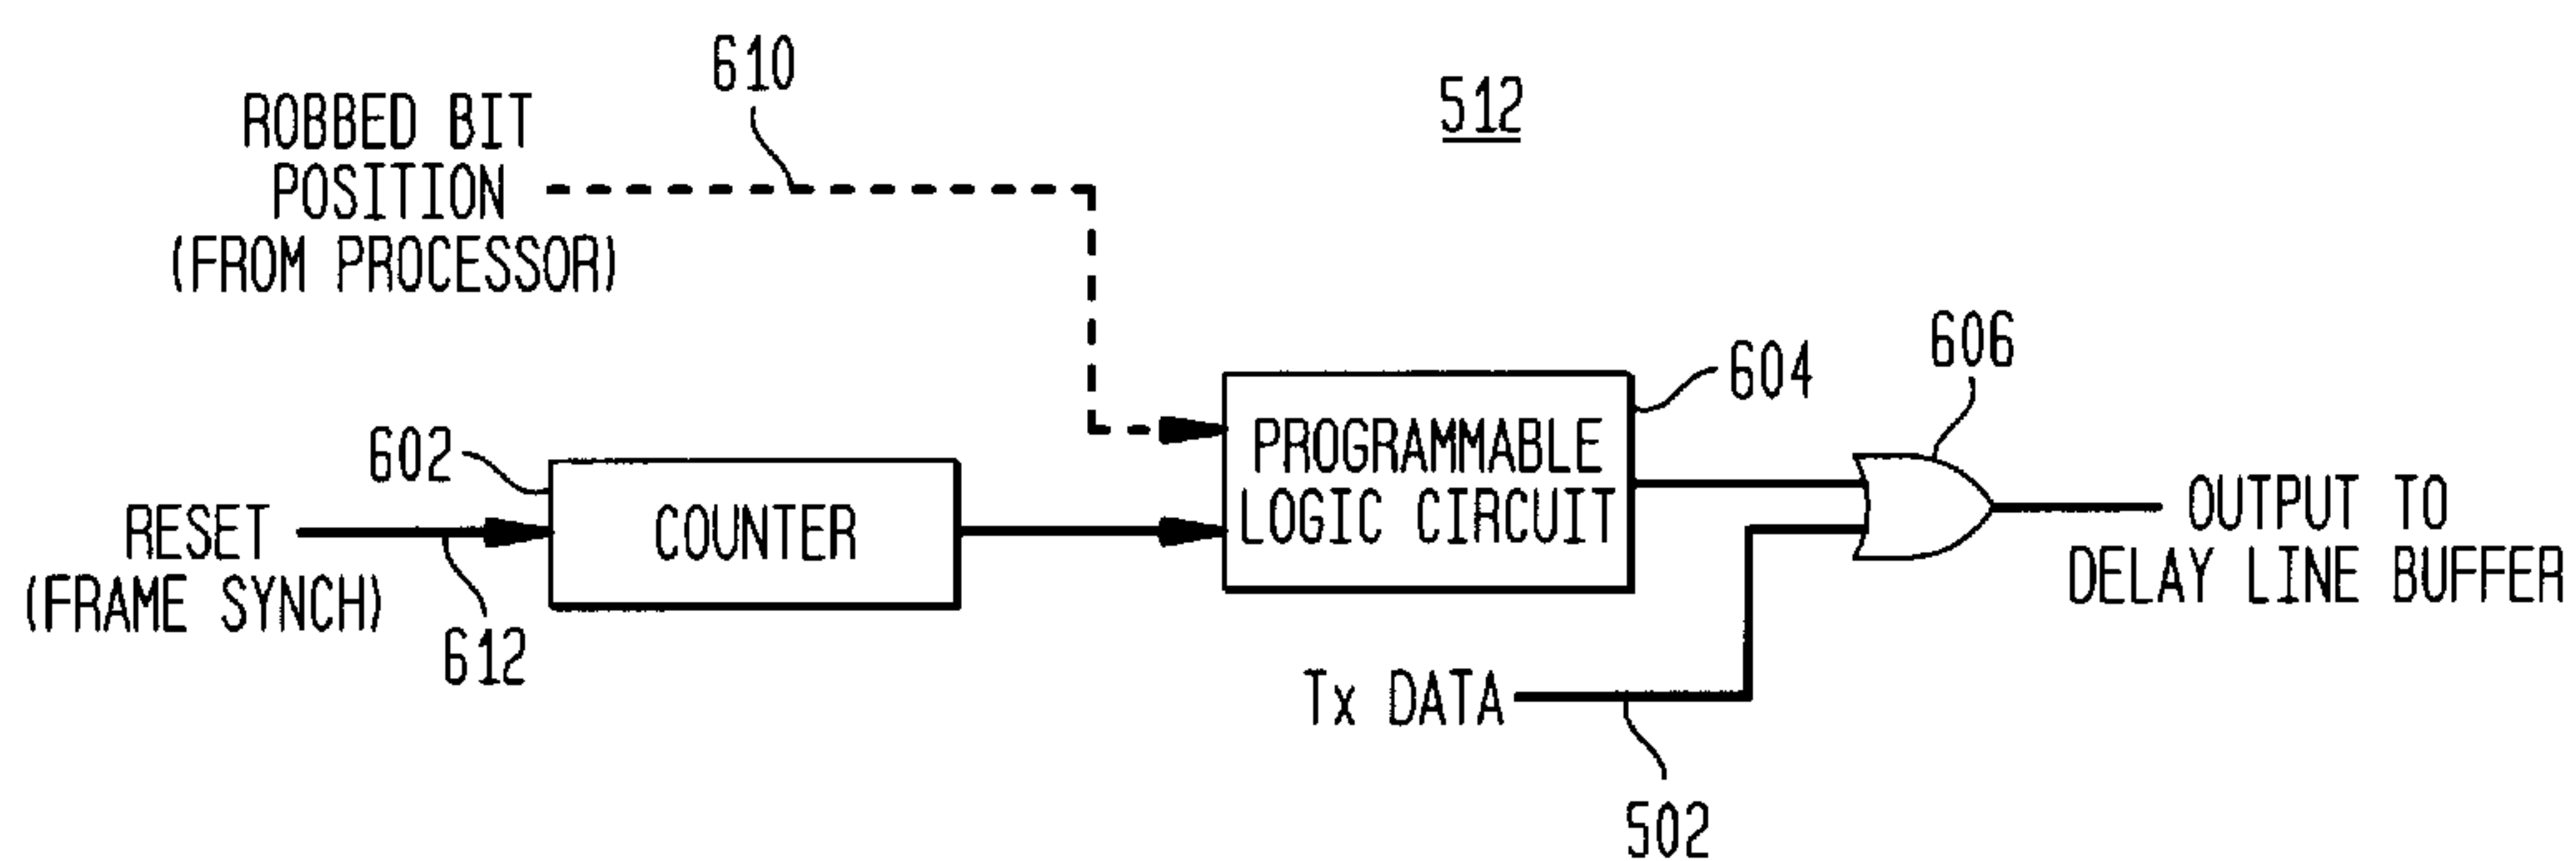 610
512
ROBBED BIT
POSITION
(FROM PROCESSOR)
606
604
602
PROGRAMMABLE
LOGIC CIRCUIT
COUNTER
RESET
(FRAME SYNCH)
612
OUTPUT TO
DELAY LINE BUFFER
Tx DATA
502